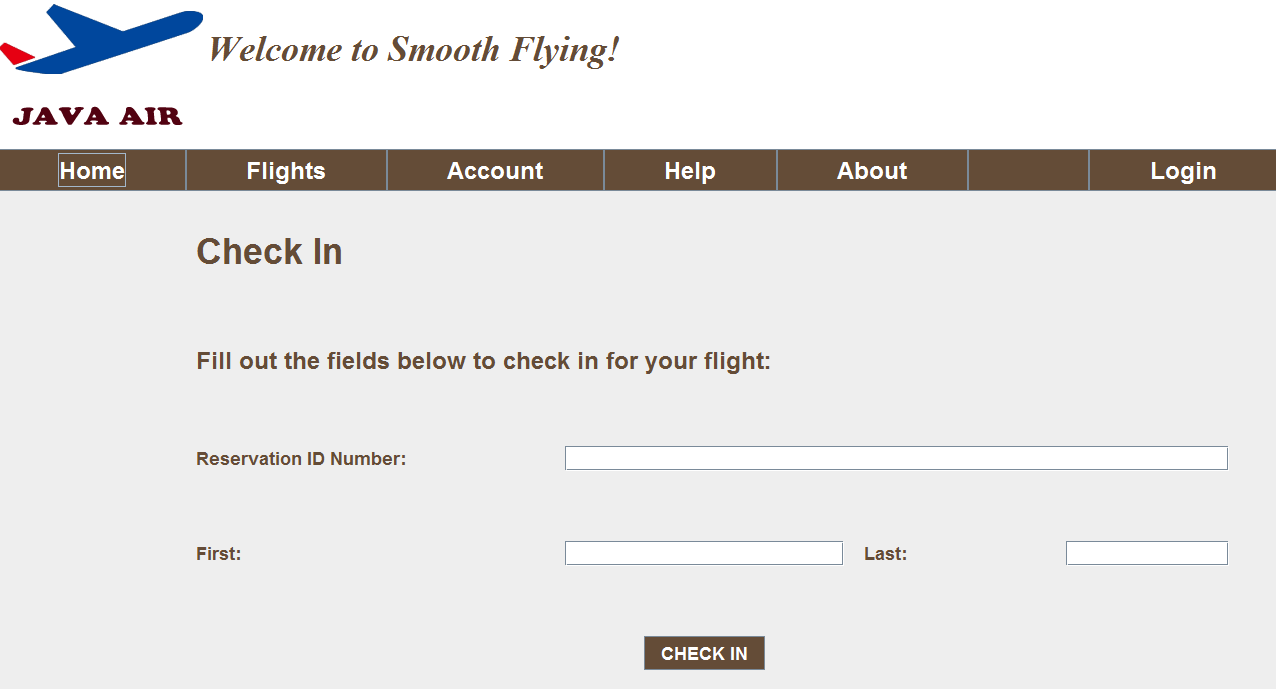 Welcome to Smooth Flying!
JAVA AIR
Home Flights Account Help About Login
Check In
Fill out the fields below to check in for your flight:
Reservation ID Number:
First: Last:
CHECK IN